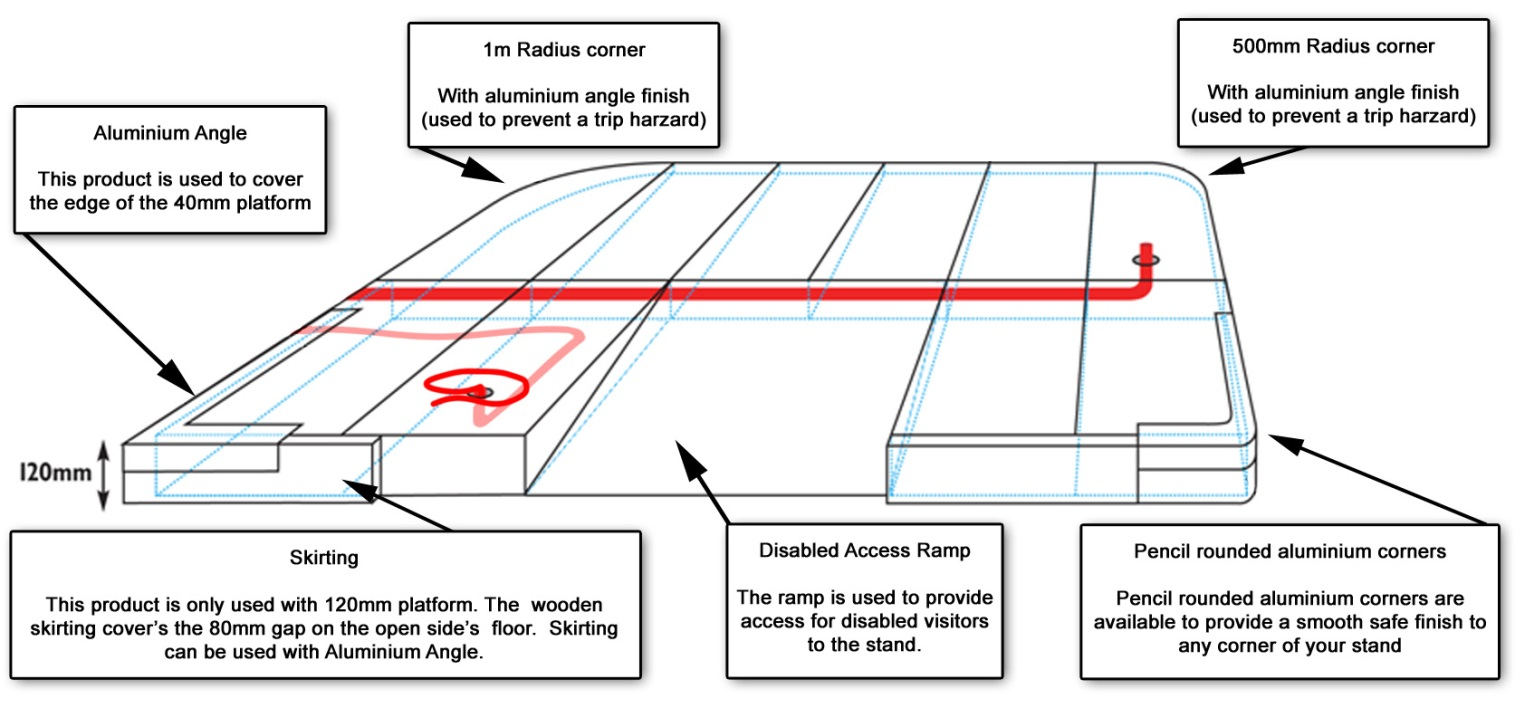 1m Radius corner
With aluminium angle finish
(used to prevent a trip harzard)
500mm Radius corner
With aluminium angle finish
(used to prevent a trip harzard)
Aluminium Angle
This product is used to cover
the edge of the 40mm platform
120mm
Skirting
This product is only used with 120mm platform. The wooden
skirting cover's the 80mm gap on the open side's floor. Skirting
can be used with Aluminium Angle.
Disabled Access Ramp
The ramp is used to provide
access for disabled visitors
to the stand.
Pencil rounded aluminium corners
Pencil rounded aluminium corners are
available to provide a smooth safe finish to
any corner of your stand